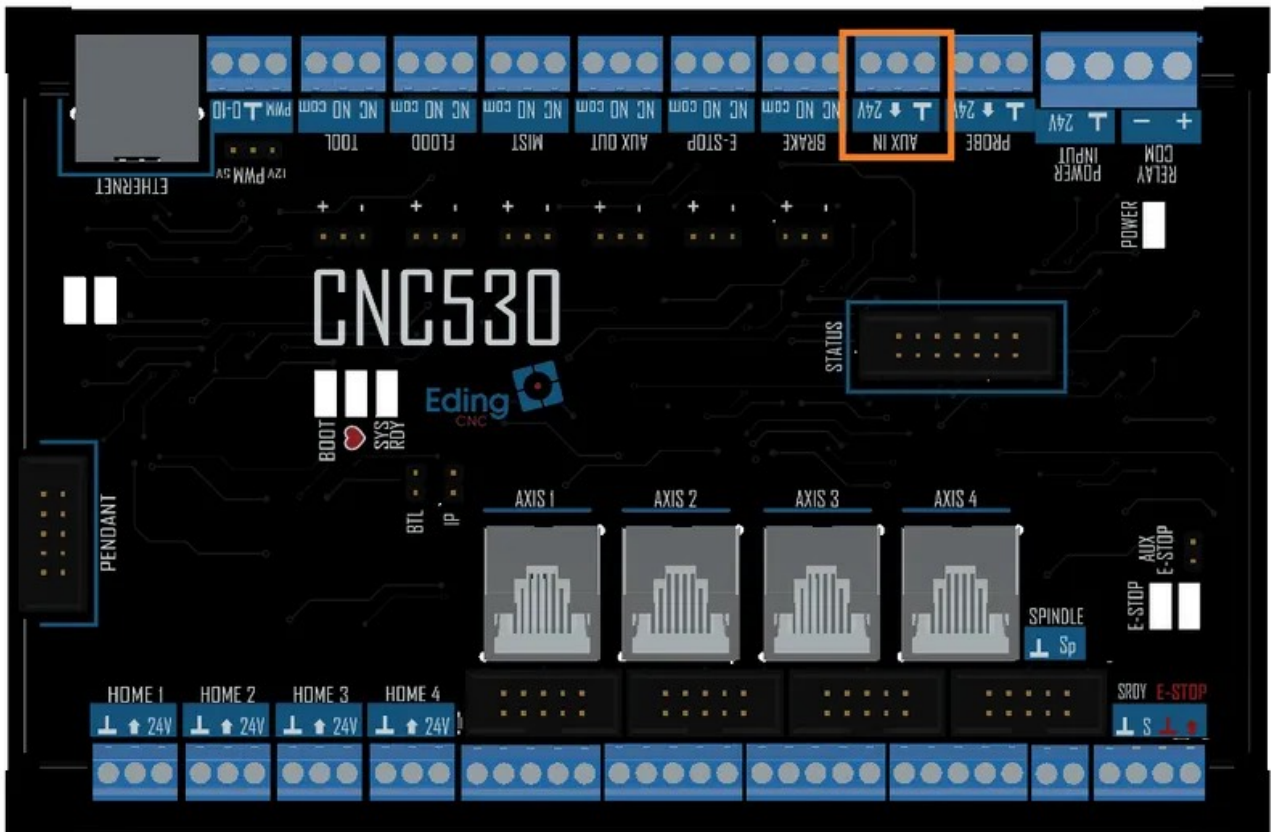 0-10 ⊥ PWM
com NO NC
com NO NC
com NO NC
com NO NC
com NO NC
com NO NC
24V ⬇ ⊥
24V ⬇ ⊥
24V ⊥
- +
TOOL
FLOOD
MIST
AUX OUT
E-STOP
BRAKE
AUX IN
PROBE
POWER
INPUT
RELAY
COM
ETHERNET
5V PWM 12V
+ -
+ -
+ -
+ -
+ -
+ -
POWER
CNC530
STATUS
Eding
CNC
BOOT
SYS
RDY
PENDANT
BTL
IP
AXIS 1
AXIS 2
AXIS 3
AXIS 4
AUX
E-STOP
E-STOP
SPINDLE
⊥ Sp
HOME 1
HOME 2
HOME 3
HOME 4
⊥ ⬆ 24V
⊥ ⬆ 24V
⊥ ⬆ 24V
⊥ ⬆ 24V
SRDY E-STOP
⊥ S ⊥ ⬆